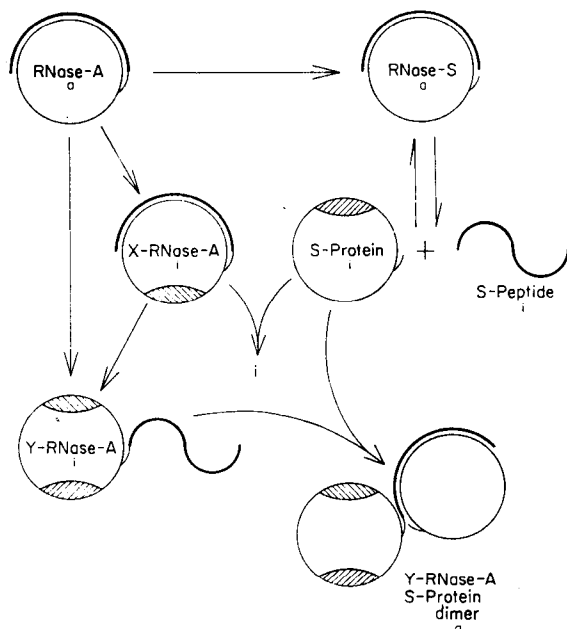 RNase-A
a
RNase-S
a
X-RNase-A
i
S-Protein
i
+
S-Peptide
i
i
Y-RNase-A
i
Y-RNase-A
S-Protein
dimer
a